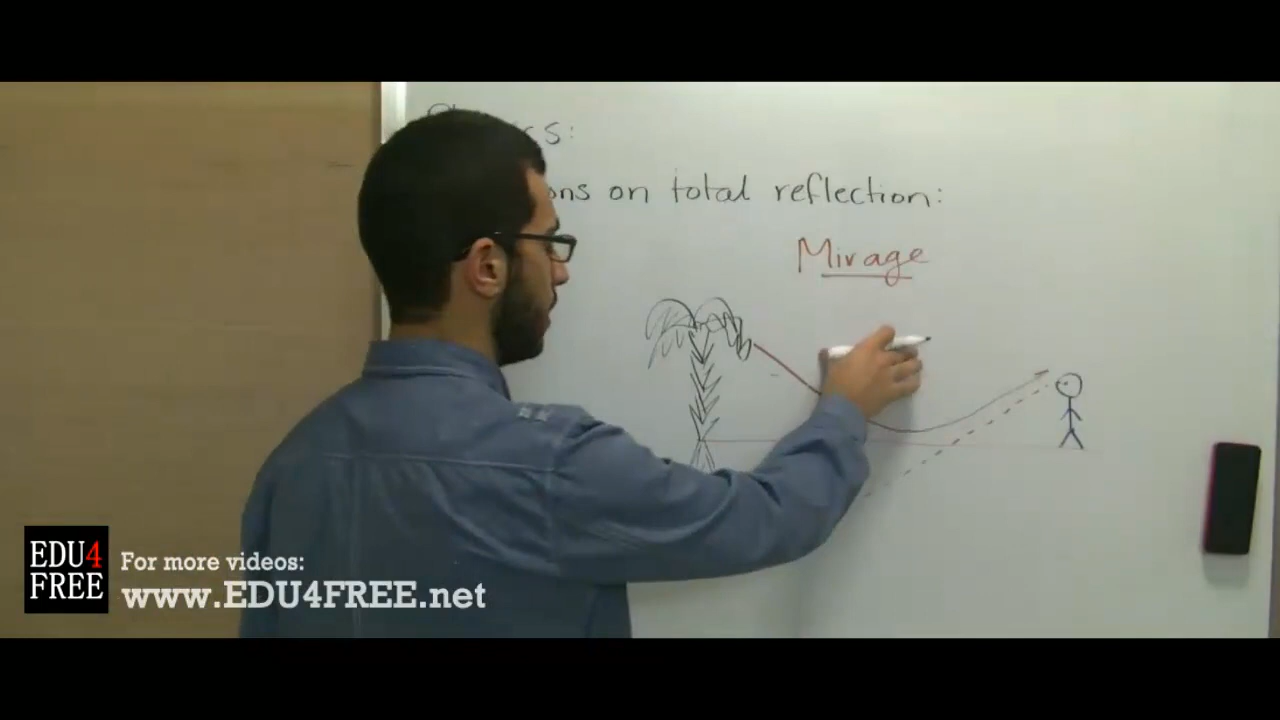 ons on total reflection:
Mirage
EDU4
FREE
For more videos:
www.EDU4FREE.net